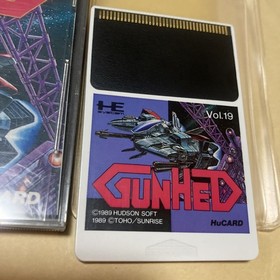 HE
Vol.19
GUNHED
©1989 HUDSON SOFT
1989 ©TOHO/SUNRISE
HuCARD